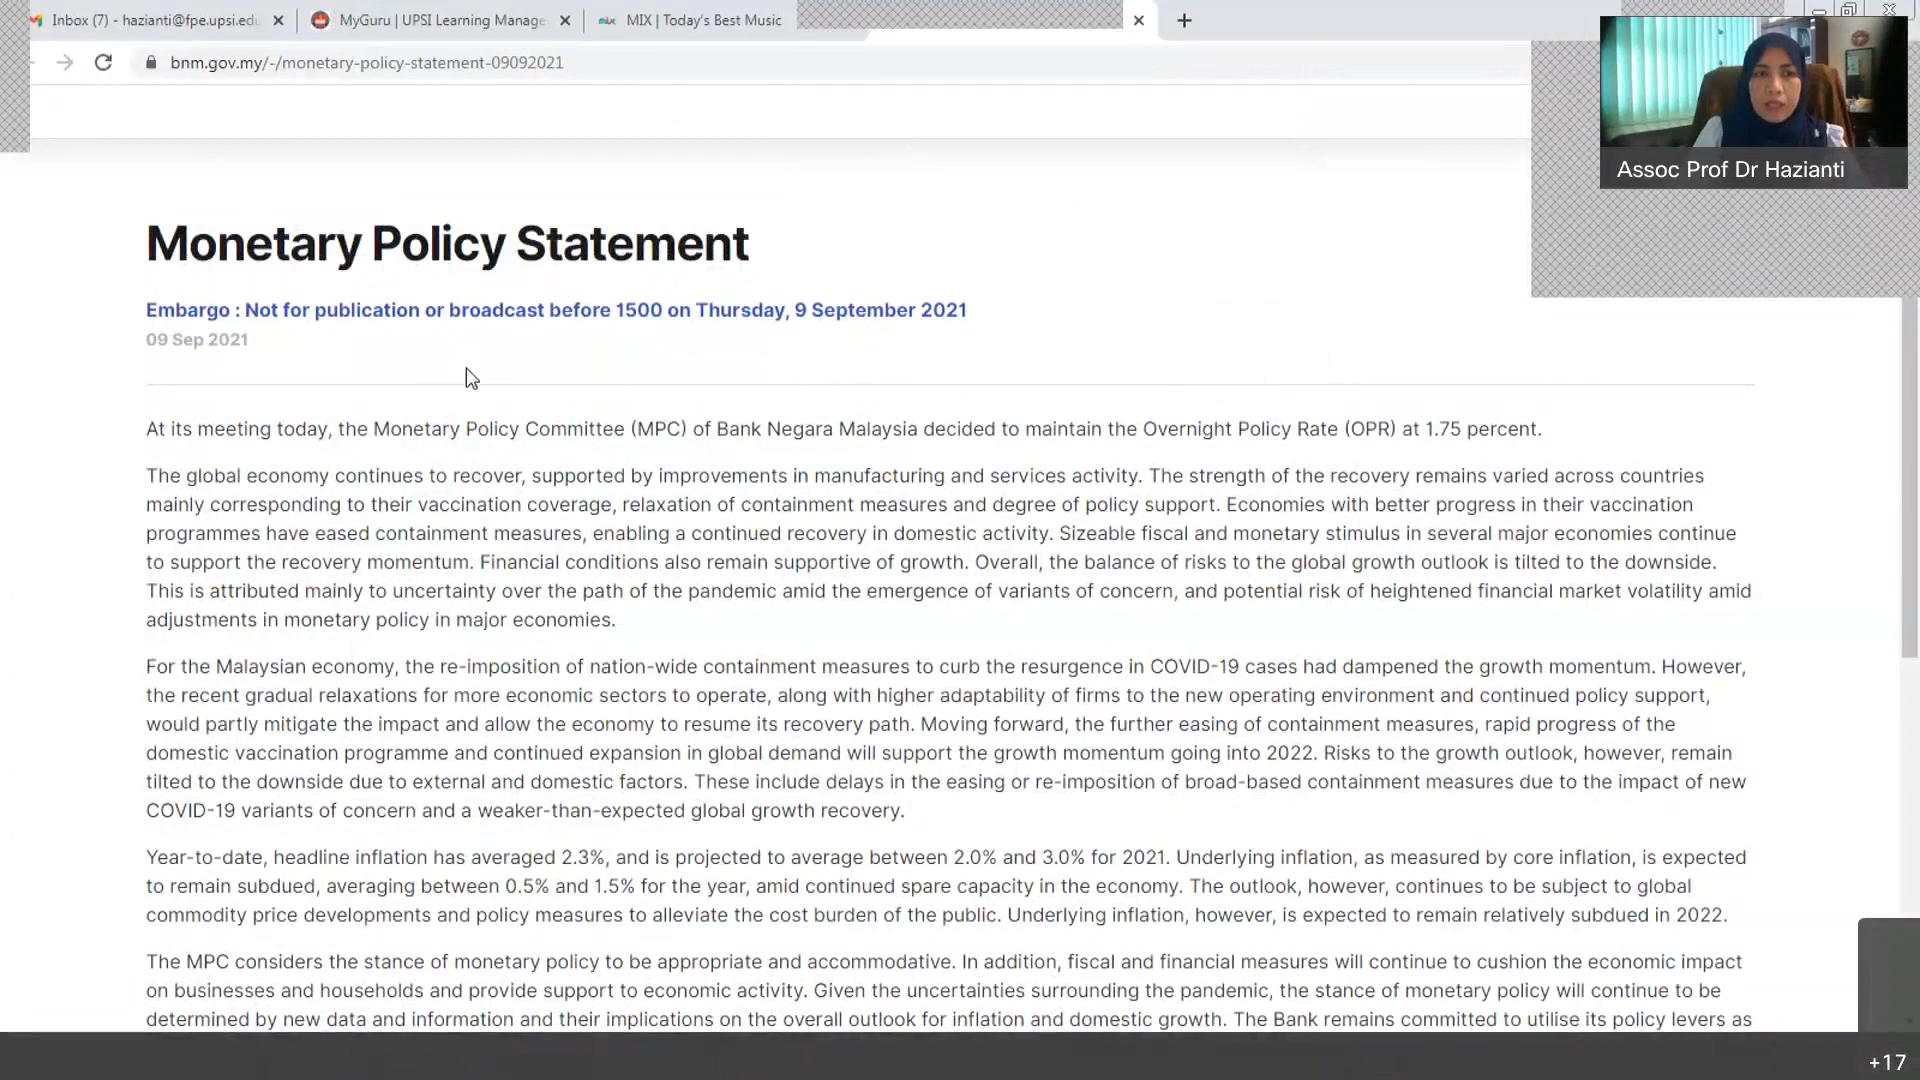 Inbox (7) - hazianti@fpe.upsi.edu
MyGuru | UPSI Learning Manage
mix MIX | Today's Best Music
bnm.gov.my/-/monetary-policy-statement-09092021
Assoc Prof Dr Hazianti
Monetary Policy Statement
Embargo : Not for publication or broadcast before 1500 on Thursday, 9 September 2021
09 Sep 2021
At its meeting today, the Monetary Policy Committee (MPC) of Bank Negara Malaysia decided to maintain the Overnight Policy Rate (OPR) at 1.75 percent.
The global economy continues to recover, supported by improvements in manufacturing and services activity. The strength of the recovery remains varied across countries
mainly corresponding to their vaccination coverage, relaxation of containment measures and degree of policy support. Economies with better progress in their vaccination
programmes have eased containment measures, enabling a continued recovery in domestic activity. Sizeable fiscal and monetary stimulus in several major economies continue
to support the recovery momentum. Financial conditions also remain supportive of growth. Overall, the balance of risks to the global growth outlook is tilted to the downside.
This is attributed mainly to uncertainty over the path of the pandemic amid the emergence of variants of concern, and potential risk of heightened financial market volatility amid
adjustments in monetary policy in major economies.
For the Malaysian economy, the re-imposition of nation-wide containment measures to curb the resurgence in COVID-19 cases had dampened the growth momentum. However,
the recent gradual relaxations for more economic sectors to operate, along with higher adaptability of firms to the new operating environment and continued policy support,
would partly mitigate the impact and allow the economy to resume its recovery path. Moving forward, the further easing of containment measures, rapid progress of the
domestic vaccination programme and continued expansion in global demand will support the growth momentum going into 2022. Risks to the growth outlook, however, remain
tilted to the downside due to external and domestic factors. These include delays in the easing or re-imposition of broad-based containment measures due to the impact of new
COVID-19 variants of concern and a weaker-than-expected global growth recovery.
Year-to-date, headline inflation has averaged 2.3%, and is projected to average between 2.0% and 3.0% for 2021. Underlying inflation, as measured by core inflation, is expected
to remain subdued, averaging between 0.5% and 1.5% for the year, amid continued spare capacity in the economy. The outlook, however, continues to be subject to global
commodity price developments and policy measures to alleviate the cost burden of the public. Underlying inflation, however, is expected to remain relatively subdued in 2022.
The MPC considers the stance of monetary policy to be appropriate and accommodative. In addition, fiscal and financial measures will continue to cushion the economic impact
on businesses and households and provide support to economic activity. Given the uncertainties surrounding the pandemic, the stance of monetary policy will continue to be
determined by new data and information and their implications on the overall outlook for inflation and domestic growth. The Bank remains committed to utilise its policy levers as
+17